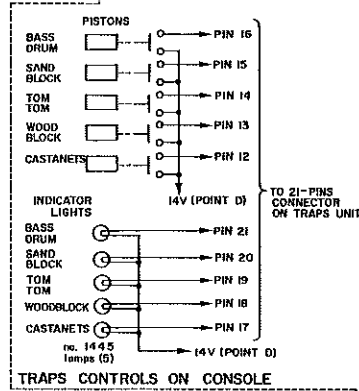 PISTONS
BASS DRUM
PIN 16
SAND BLOCK
PIN 15
TOM TOM
PIN 14
WOOD BLOCK
PIN 13
CASTANETS
PIN 12
14V (POINT D)
TO 21-PINS
CONNECTOR
ON TRAPS UNIT
INDICATOR
LIGHTS
BASS DRUM
PIN 21
SAND BLOCK
PIN 20
TOM TOM
PIN 19
WOODBLOCK
PIN 18
CASTANETS
PIN 17
no. 1445
lamps (5)
14V (POINT D)
TRAPS CONTROLS ON CONSOLE